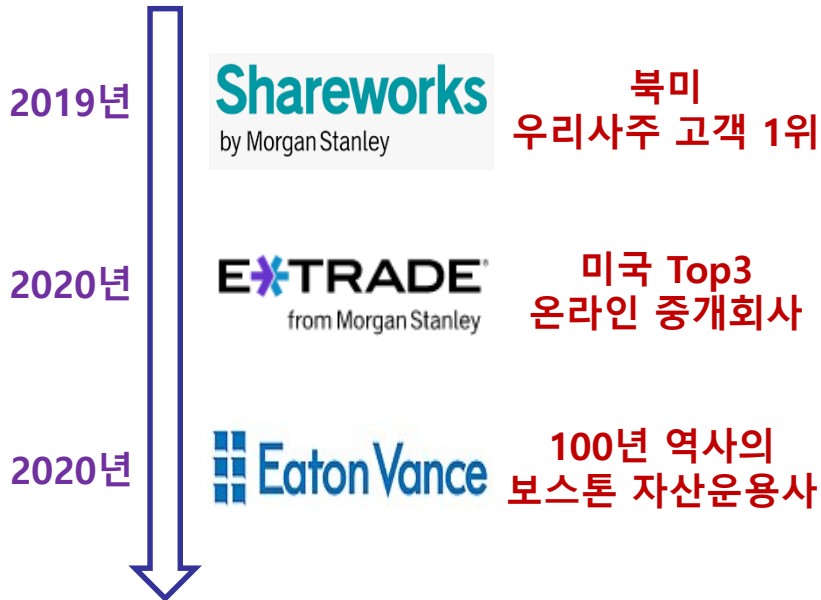 2019년
Shareworks
by Morgan Stanley
북미
우리사주 고객 1위
2020년
E*TRADE
from Morgan Stanley
미국 Top3
온라인 중개회사
2020년
Eaton Vance
100년 역사의
보스톤 자산운용사